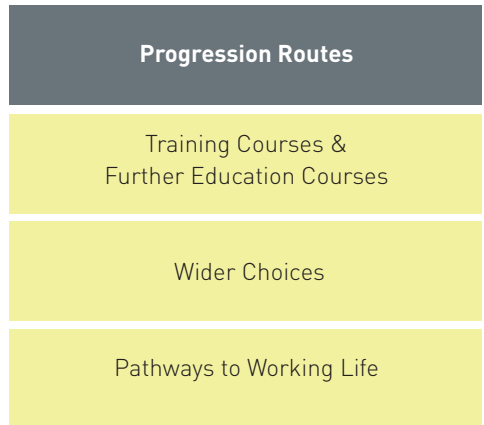 Progression Routes
Training Courses &
Further Education Courses
Wider Choices
Pathways to Working Life